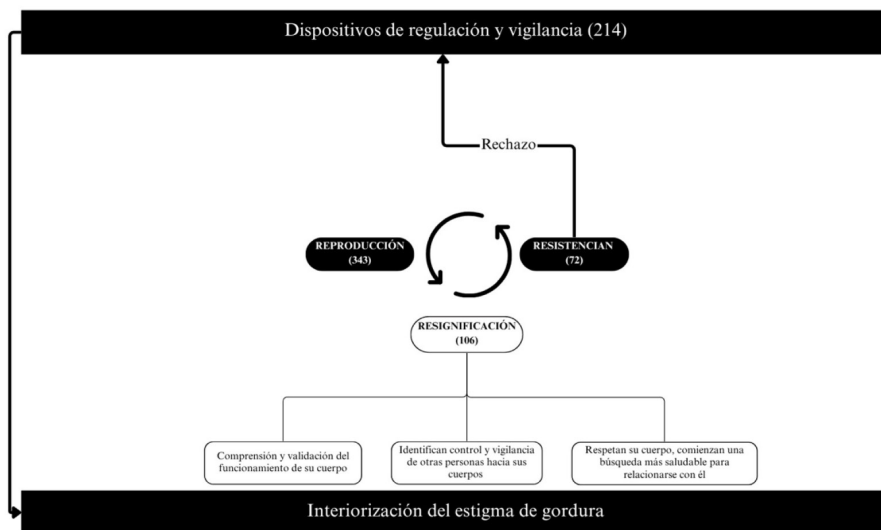 Dispositivos de regulación y vigilancia (214)
Rechazo
REPRODUCCIÓN
(343)
RESISTENCIAN
(72)
RESIGNIFICACIÓN
(106)
Comprensión y validación del
funcionamiento de su cuerpo
Identifican control y vigilancia
de otras personas hacia sus
cuerpos
Respetan su cuerpo, comienzan una
búsqueda más saludable para
relacionarse con él
Interiorización del estigma de gordura